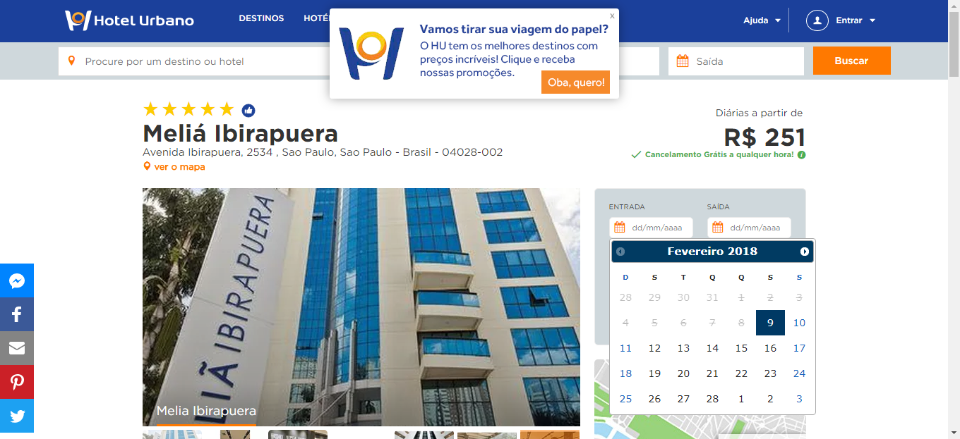 Hotel Urbano
DESTINOS
Ajuda
Entrar
x
Vamos tirar sua viagem do papel?
O HU tem os melhores destinos com
preços incríveis! Clique e receba
nossas promoções.
Oba, quero!
Procure por um destino ou hotel
Saída
Buscar
Meliá Ibirapuera
Avenida Ibirapuera, 2534 , Sao Paulo, Sao Paulo - Brasil - 04028-002
ver o mapa
Diárias a partir de
R$ 251
Cancelamento Grátis a qualquer hora!
IBIRAPUERA
Melia Ibirapuera
ENTRADA SAÍDA
dd/mm/aaaa dd/mm/aaaa
Fevereiro 2018
D S T Q Q S S
28 29 30 31 1 2 3
4 5 6 7 8 9 10
11 12 13 14 15 16 17
18 19 20 21 22 23 24
25 26 27 28 1 2 3